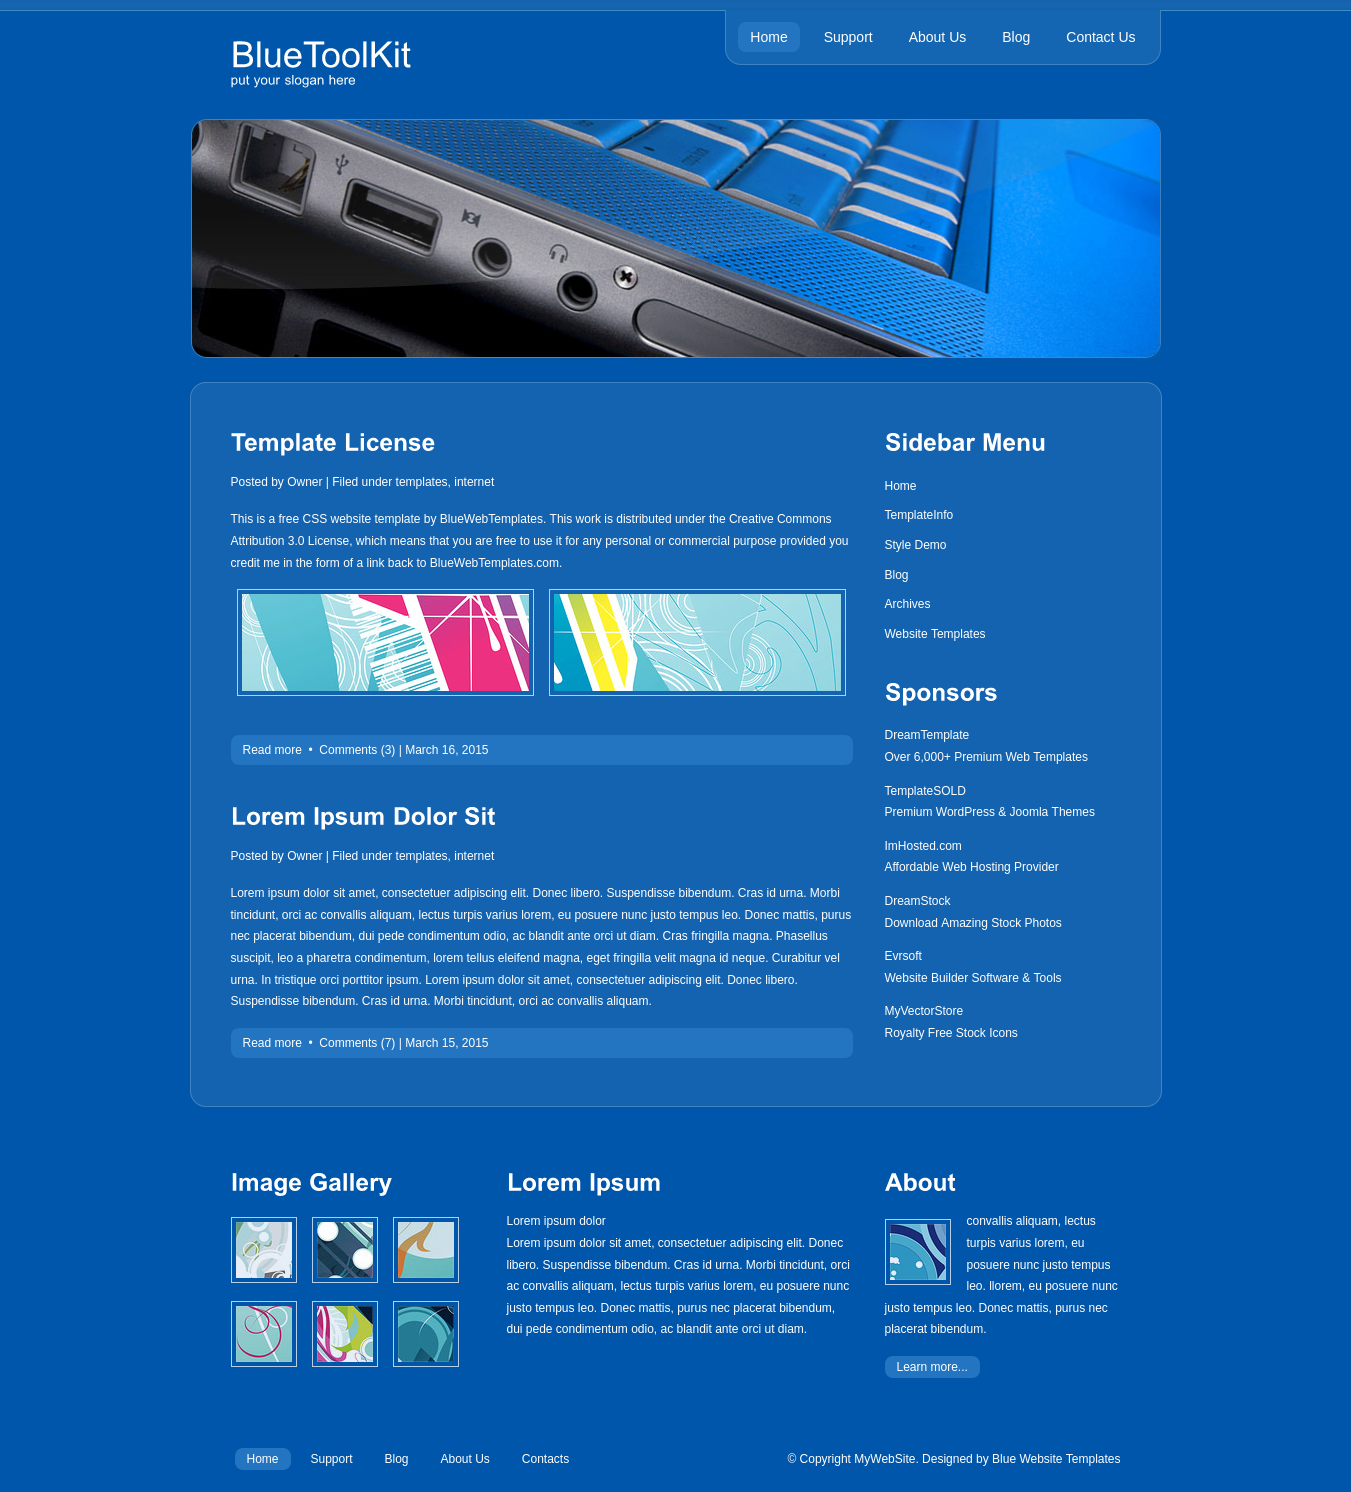 BlueToolKit
put your slogan here
Home Support About Us Blog Contact Us
Template License
Posted by Owner | Filed under templates, internet
This is a free CSS website template by BlueWebTemplates. This work is distributed under the Creative Commons
Attribution 3.0 License, which means that you are free to use it for any personal or commercial purpose provided you
credit me in the form of a link back to BlueWebTemplates.com.
Read more • Comments (3) | March 16, 2015
Lorem Ipsum Dolor Sit
Posted by Owner | Filed under templates, internet
Lorem ipsum dolor sit amet, consectetuer adipiscing elit. Donec libero. Suspendisse bibendum. Cras id urna. Morbi
tincidunt, orci ac convallis aliquam, lectus turpis varius lorem, eu posuere nunc justo tempus leo. Donec mattis, purus
nec placerat bibendum, dui pede condimentum odio, ac blandit ante orci ut diam. Cras fringilla magna. Phasellus
suscipit, leo a pharetra condimentum, lorem tellus eleifend magna, eget fringilla velit magna id neque. Curabitur vel
urna. In tristique orci porttitor ipsum. Lorem ipsum dolor sit amet, consectetuer adipiscing elit. Donec libero.
Suspendisse bibendum. Cras id urna. Morbi tincidunt, orci ac convallis aliquam.
Read more • Comments (7) | March 15, 2015
Sidebar Menu
Home
TemplateInfo
Style Demo
Blog
Archives
Website Templates
Sponsors
DreamTemplate
Over 6,000+ Premium Web Templates
TemplateSOLD
Premium WordPress & Joomla Themes
ImHosted.com
Affordable Web Hosting Provider
DreamStock
Download Amazing Stock Photos
Evrsoft
Website Builder Software & Tools
MyVectorStore
Royalty Free Stock Icons
Image Gallery
Lorem Ipsum
Lorem ipsum dolor
Lorem ipsum dolor sit amet, consectetuer adipiscing elit. Donec
libero. Suspendisse bibendum. Cras id urna. Morbi tincidunt, orci
ac convallis aliquam, lectus turpis varius lorem, eu posuere nunc
justo tempus leo. Donec mattis, purus nec placerat bibendum,
dui pede condimentum odio, ac blandit ante orci ut diam.
About
convallis aliquam, lectus
turpis varius lorem, eu
posuere nunc justo tempus
leo. llorem, eu posuere nunc
justo tempus leo. Donec mattis, purus nec
placerat bibendum.
Learn more...
Home Support Blog About Us Contacts
© Copyright MyWebSite. Designed by Blue Website Templates